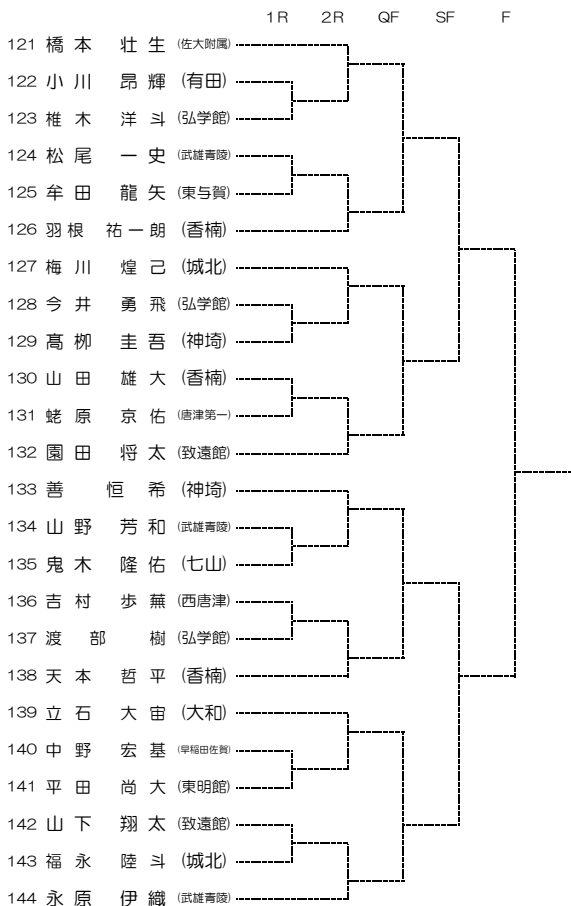 1R 2R QF SF F
121 橋本 壮生 (佐大附属)
122 小川 昂輝 (有田)
123 椎木 洋斗 (弘学館)
124 松尾 一史 (武雄青陵)
125 牟田 龍矢 (東与賀)
126 羽根 祐一朗 (香楠)
127 梅川 煌己 (城北)
128 今井 勇飛 (弘学館)
129 髙栁 圭吾 (神埼)
130 山田 雄大 (香楠)
131 蛯原 京佑 (唐津第一)
132 園田 将太 (致遠館)
133 善 恒希 (神埼)
134 山野 芳和 (武雄青陵)
135 鬼木 隆佑 (七山)
136 吉村 歩蕪 (西唐津)
137 渡部 樹 (弘学館)
138 天本 哲平 (香楠)
139 立石 大宙 (大和)
140 中野 宏基 (早稲田佐賀)
141 平田 尚大 (東明館)
142 山下 翔太 (致遠館)
143 福永 陸斗 (城北)
144 永原 伊織 (武雄青陵)